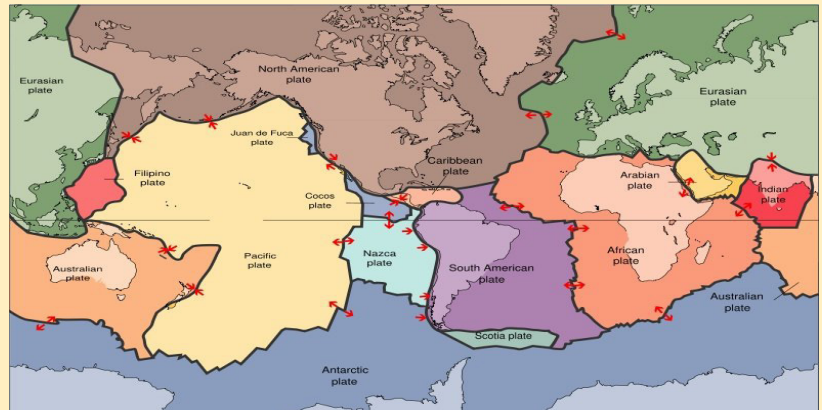 North American
plate
Eurasian
plate
Eurasian
plate
Juan de Fuca
plate
Caribbean
plate
Filipino
plate
Arabian
plate
Indian
plate
Cocos
plate
Australian
plate
Pacific
plate
Nazca
plate
South American
plate
African
plate
Australian
plate
Scotia plate
Antarctic
plate